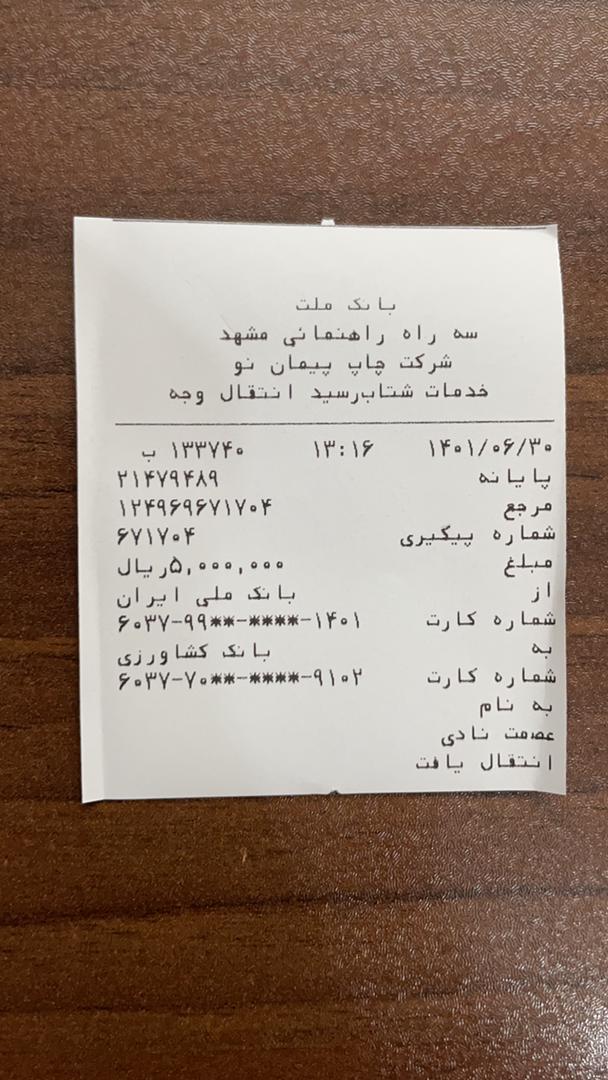 بانک ملت
سه راه راهنمائی مشهد
شرکت چاپ پیمان نو
خدمات شتاب‌رسید انتقال وجه
۱۴۰۱/۰۶/۳۰ ۱۳:۱۶ ۱۳۳۷۴۰ ب
پایانه ۲۱۴۷۹۴۸۹
مرجع ۱۲۴۹۶۹۶۷۱۷۰۴
شماره پیگیری ۶۷۱۷۰۴
مبلغ ۵,۰۰۰,۰۰۰ریال
از بانک ملی ایران
شماره کارت ۶۰۳۷-۹۹**-****-۱۴۰۱
به بانک کشاورزی
شماره کارت ۶۰۳۷-۷۰**-****-۹۱۰۲
به نام
عصمت نادی
انتقال یافت